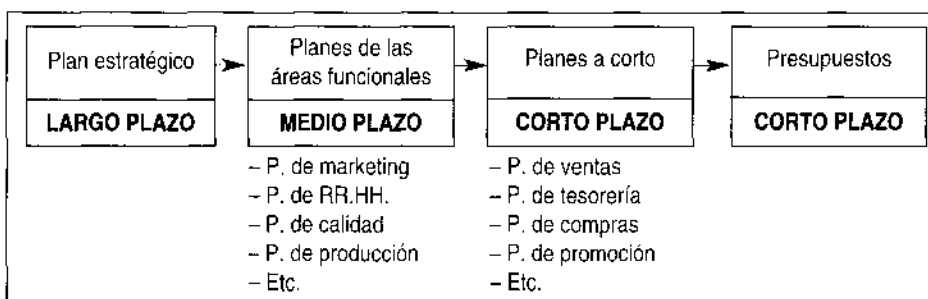 Plan estratégico
LARGO PLAZO
Planes de las
áreas funcionales
MEDIO PLAZO
– P. de marketing
– P. de RR.HH.
– P. de calidad
– P. de producción
– Etc.
Planes a corto
CORTO PLAZO
– P. de ventas
– P. de tesorería
– P. de compras
– P. de promoción
– Etc.
Presupuestos
CORTO PLAZO